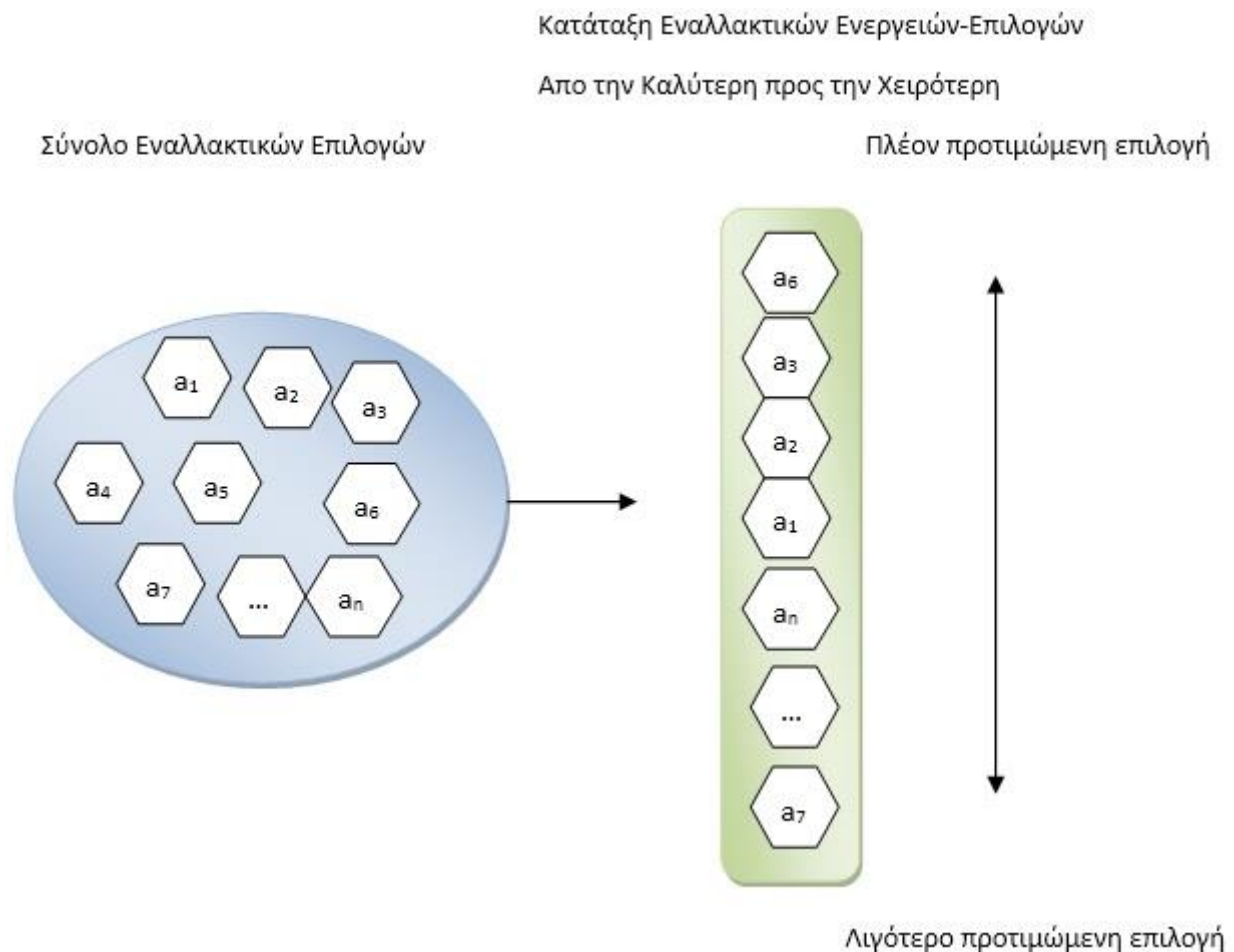 Κατάταξη Εναλλακτικών Ενεργειών-Επιλογών
Απο την Καλύτερη προς την Χειρότερη
Σύνολο Εναλλακτικών Επιλογών
Πλέον προτιμώμενη επιλογή
a₁
a₂
a₃
a₄
a₅
a₆
a₇
...
aₙ
a₆
a₃
a₂
a₁
aₙ
...
a₇
Λιγότερο προτιμώμενη επιλογή